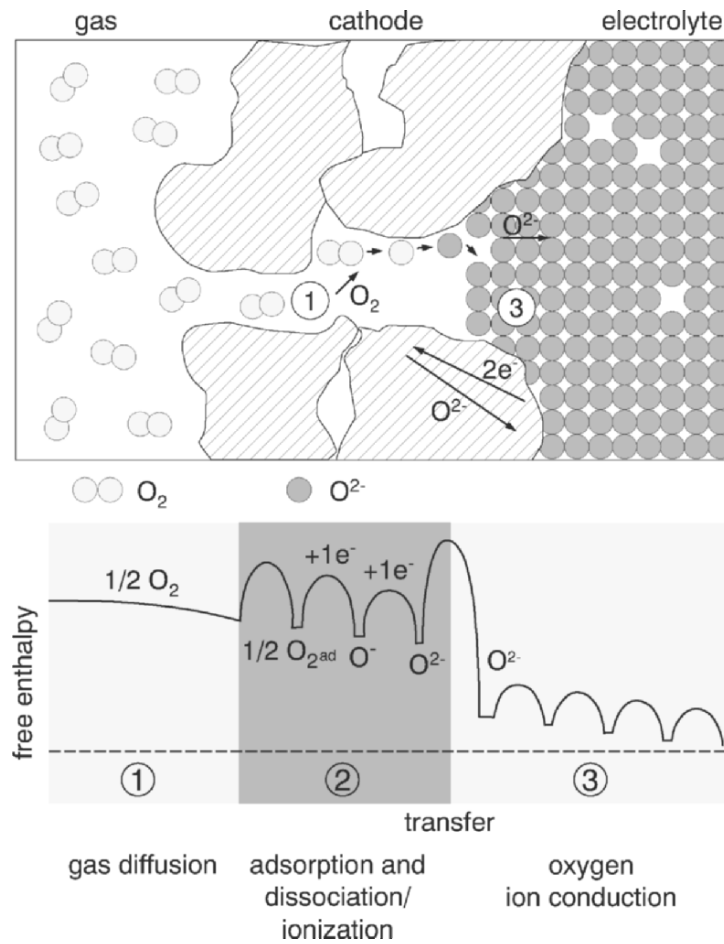 gas cathode electrolyte
O²⁻
1 O₂ 3
2e⁻
O²⁻
O₂ O²⁻
+1e⁻
1/2 O₂ +1e⁻
1/2 O₂ad O⁻ O²⁻ O²⁻
free enthalpy
1 2 3
transfer
gas diffusion adsorption and oxygen
dissociation/ ion conduction
ionization